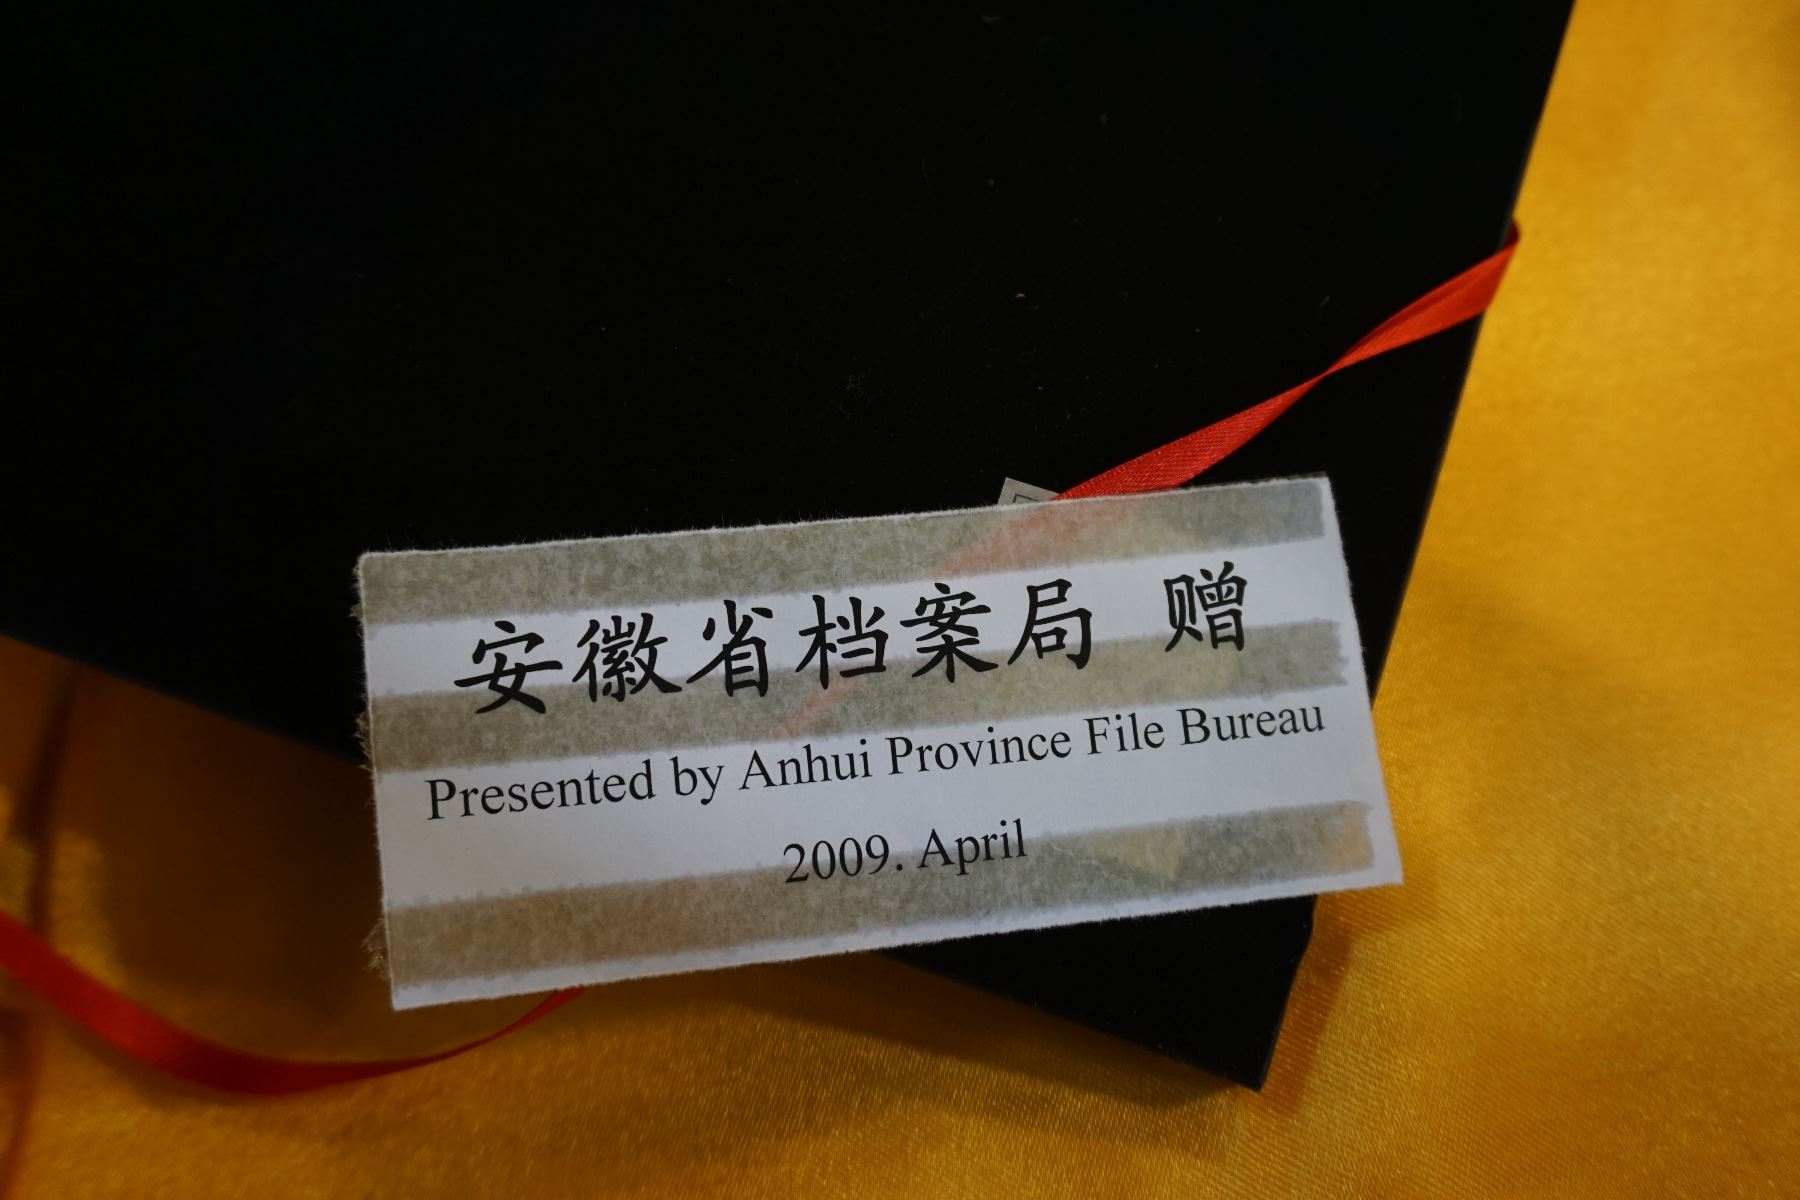 安徽省档案局 赠
Presented by Anhui Province File Bureau
2009. April